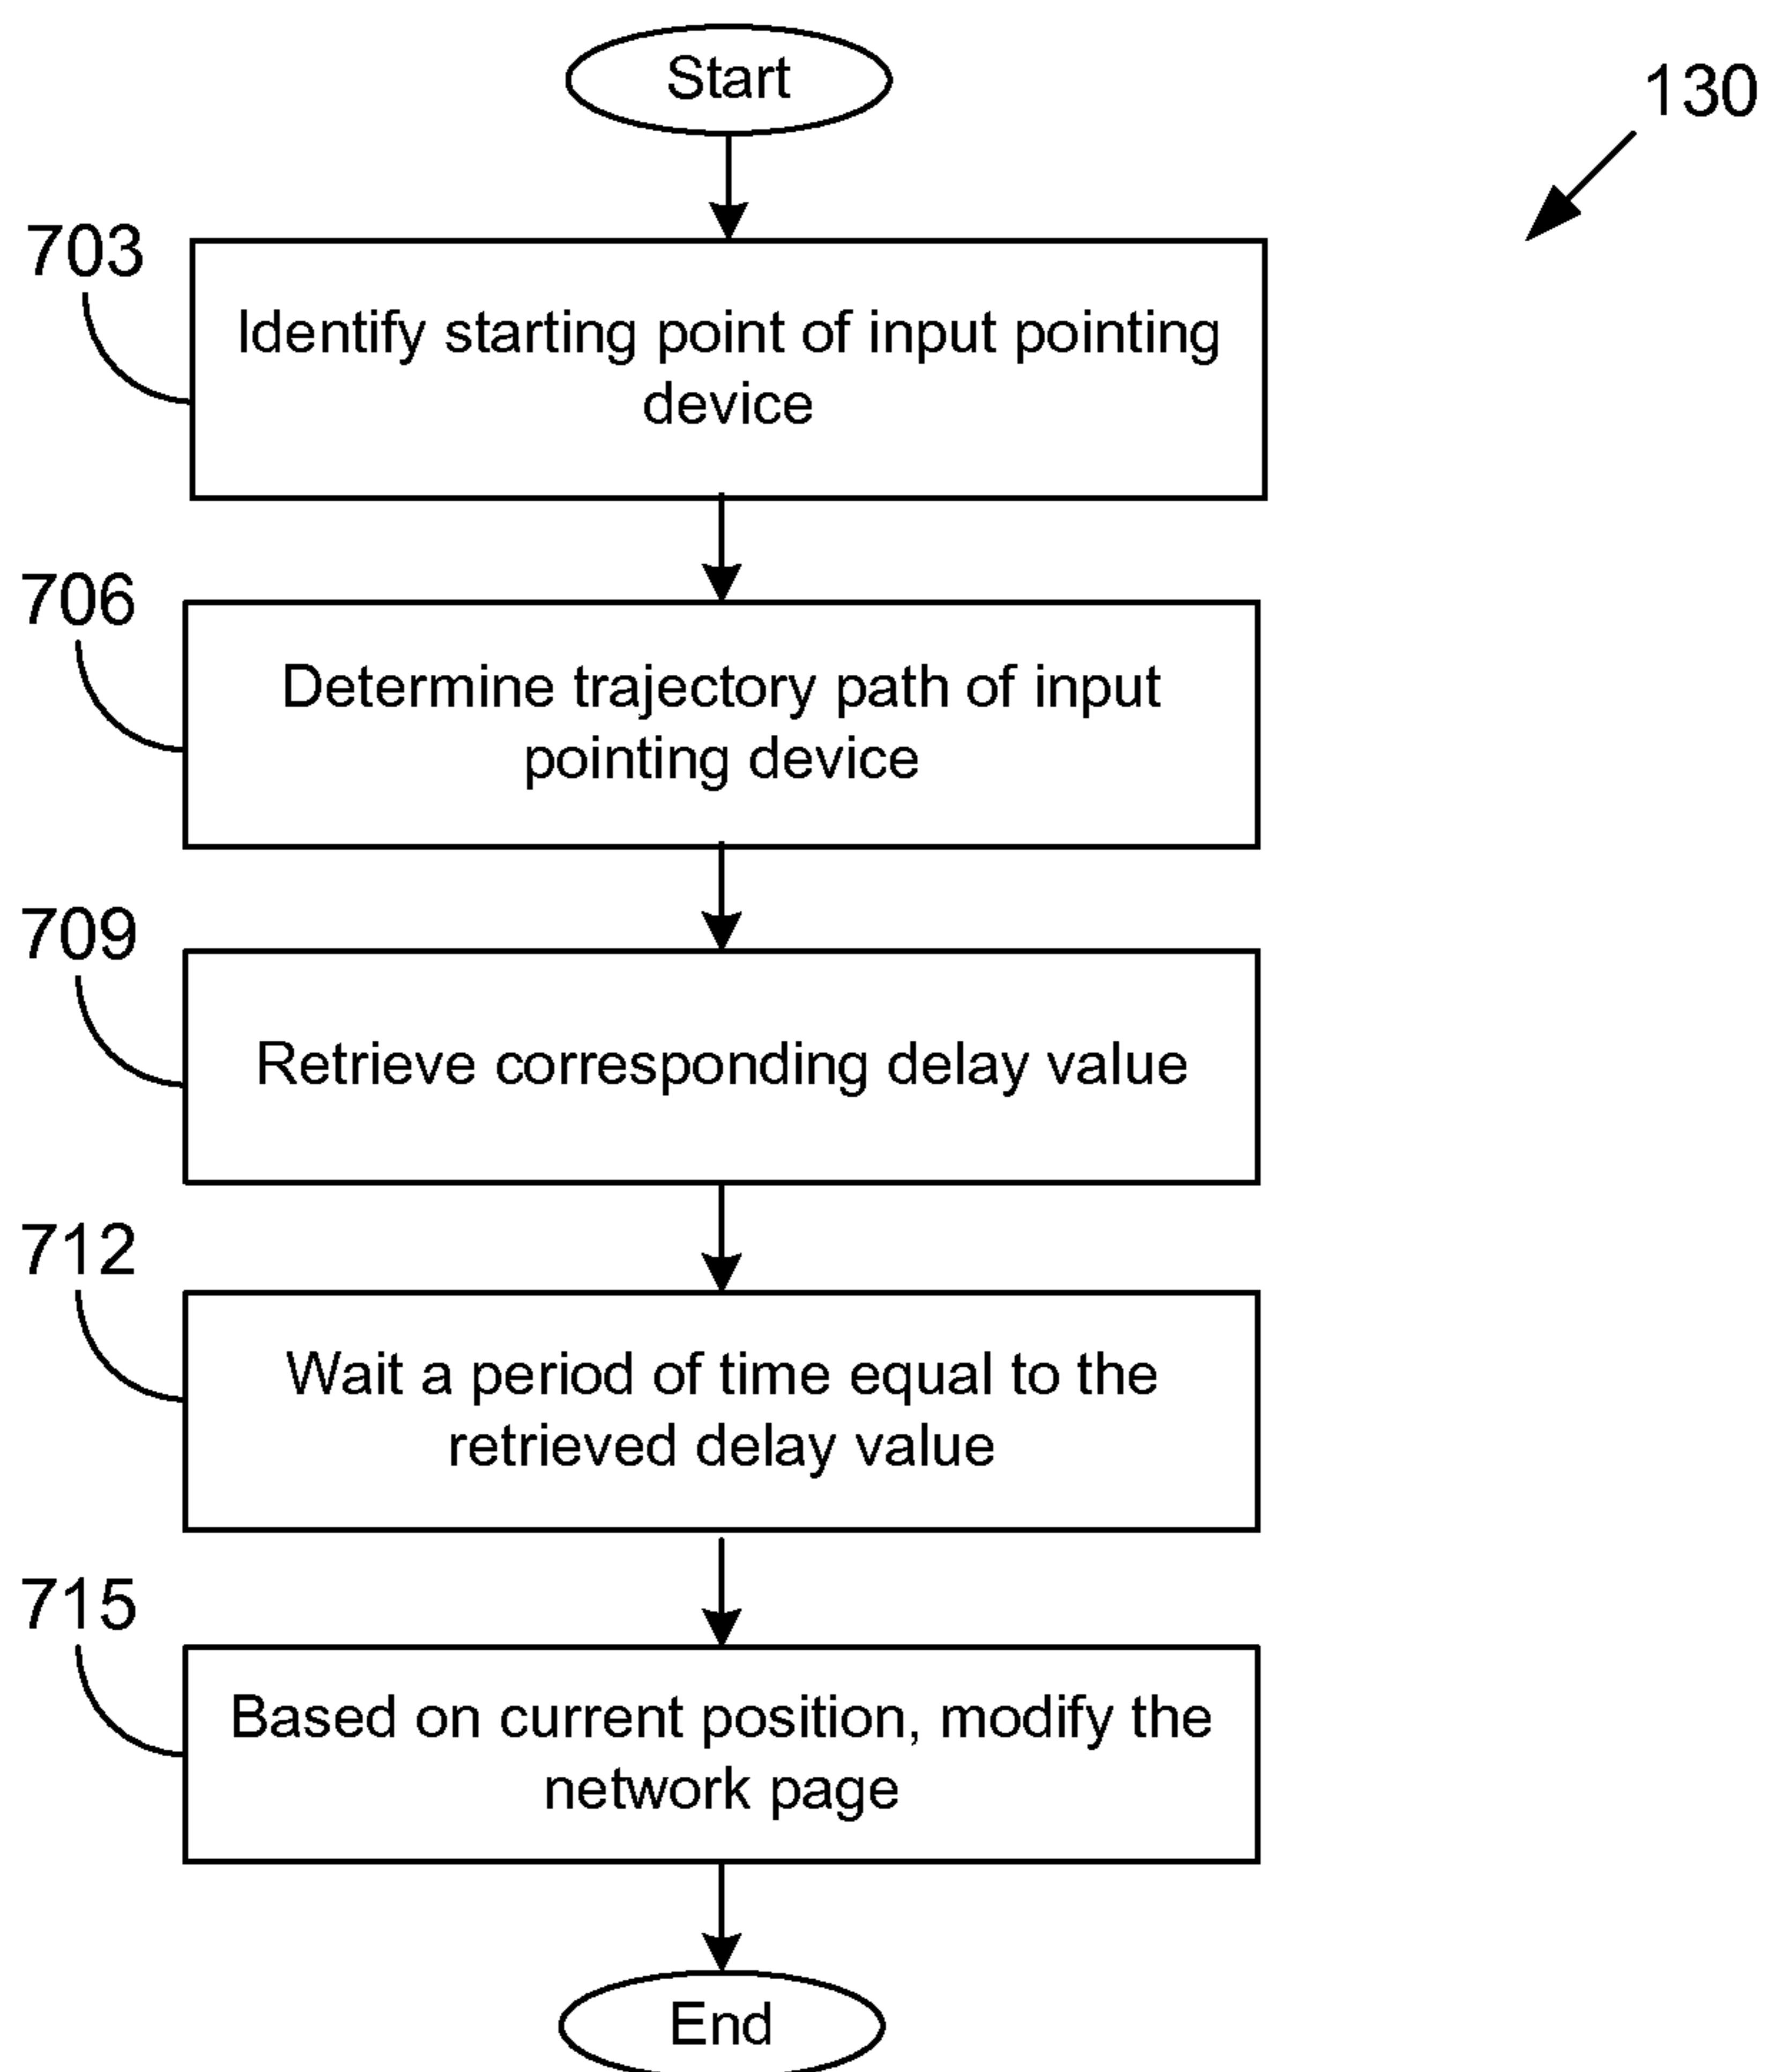 Start
130
703
Identify starting point of input pointing
device
706
Determine trajectory path of input
pointing device
709
Retrieve corresponding delay value
712
Wait a period of time equal to the
retrieved delay value
715
Based on current position, modify the
network page
End